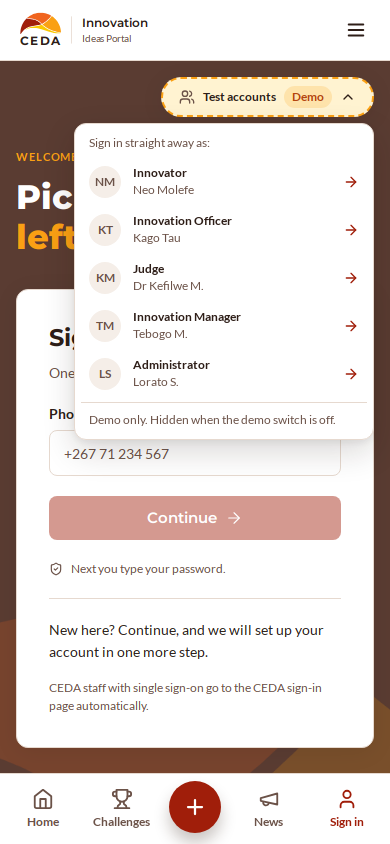 CEDA
Innovation
Ideas Portal
Test accounts
Demo
Sign in straight away as:
NM
Innovator
Neo Molefe
KT
Innovation Officer
Kago Tau
KM
Judge
Dr Kefilwe M.
TM
Innovation Manager
Tebogo M.
LS
Administrator
Lorato S.
Demo only. Hidden when the demo switch is off.
left
One
+267 71 234 567
Continue
Next you type your password.
New here? Continue, and we will set up your
account in one more step.
CEDA staff with single sign-on go to the CEDA sign-in
page automatically.
Home
Challenges
News
Sign in